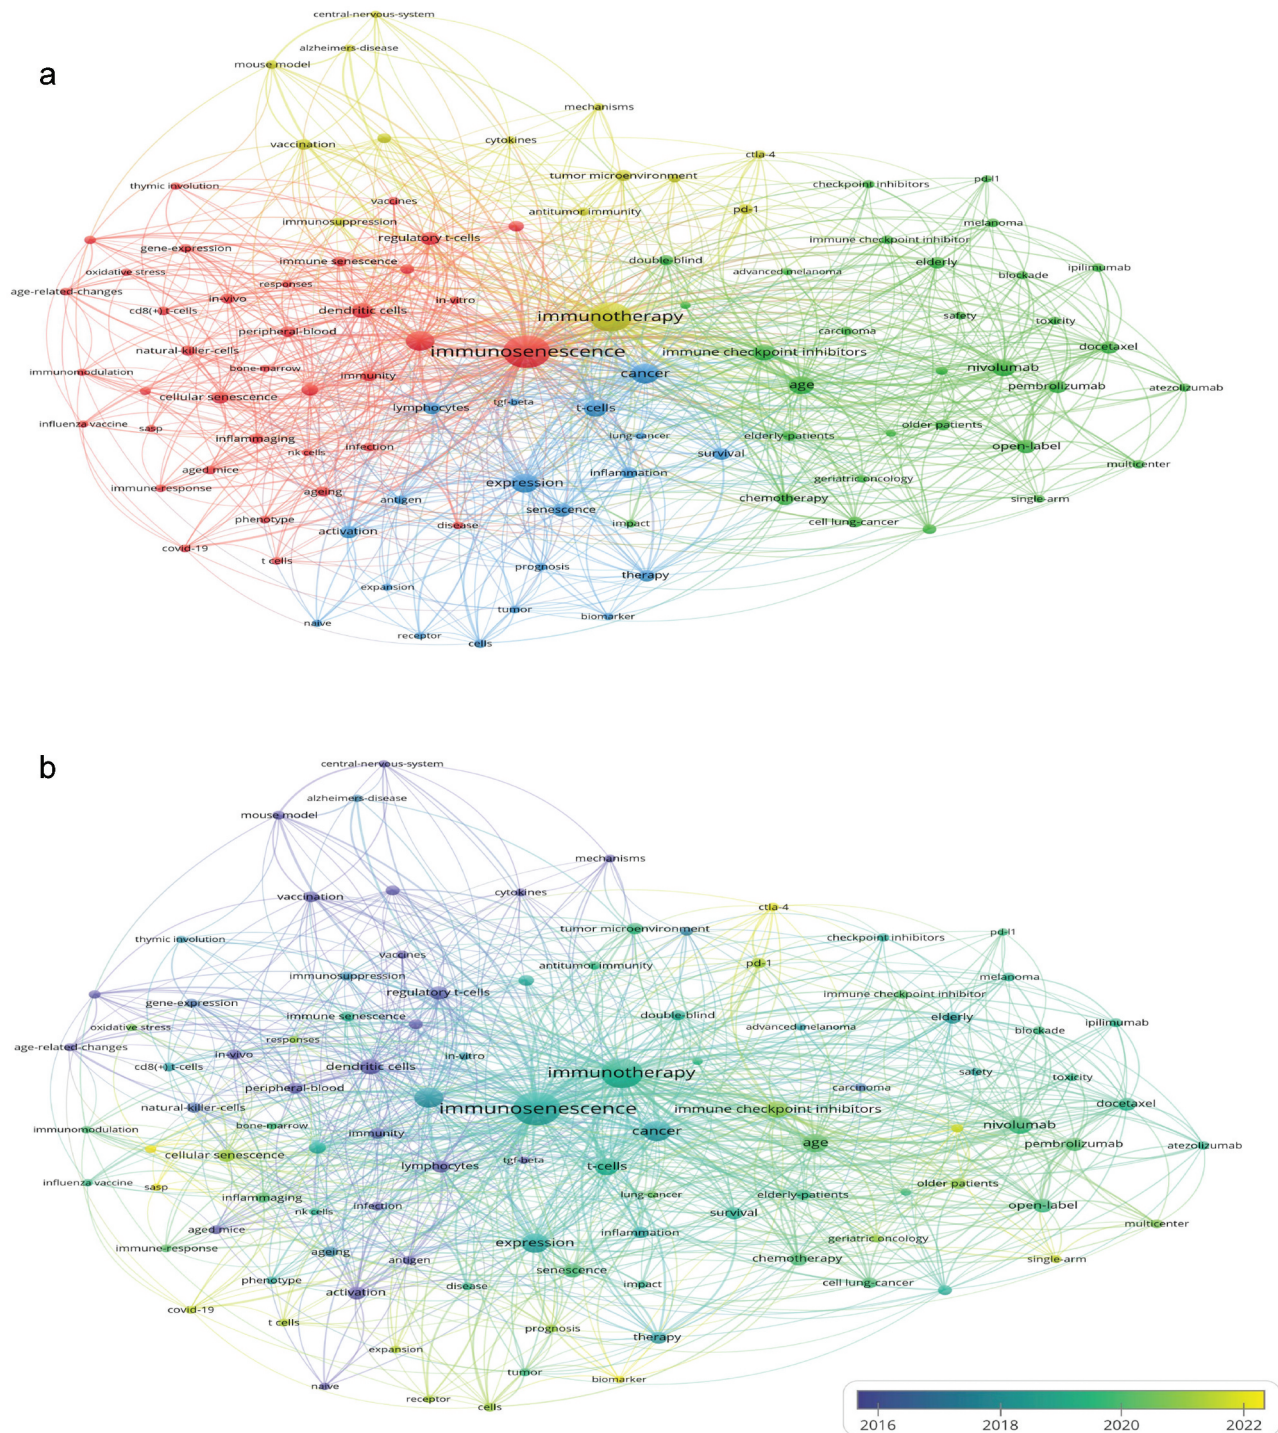 central-nervous-system
alzheimers-disease
mouse model
a
mechanisms
vaccination
cytokines
ctla-4
tumor microenvironment
pd-l1
thymic involution
checkpoint inhibitors
vaccines
antitumor immunity
pd-1
immunosuppression
melanoma
regulatory t-cells
immune checkpoint inhibitor
gene-expression
immune senescence
double-blind
elderly
ipilimumab
oxidative stress
advanced melanoma
blockade
responses
age-related-changes
in-vivo
in-vitro
cd8(+) t-cells
dendritic cells
immunotherapy
safety
toxicity
peripheral-blood
carcinoma
natural-killer-cells
immunosenescence
immune checkpoint inhibitors
docetaxel
bone-marrow
nivolumab
immunomodulation
immunity
cancer
age
pembrolizumab
atezolizumab
cellular senescence
lymphocytes
tgf-beta
t-cells
influenza vaccine
sasp
older patients
inflammaging
lung-cancer
elderly-patients
infection
nk cells
survival
open-label
aged mice
inflammation
multicenter
immune-response
expression
geriatric oncology
ageing
antigen
chemotherapy
single-arm
senescence
phenotype
disease
impact
cell lung-cancer
activation
covid-19
t cells
prognosis
therapy
expansion
tumor
biomarker
naive
receptor
cells
b
central-nervous-system
alzheimers-disease
mouse model
mechanisms
vaccination
cytokines
ctla-4
tumor microenvironment
pd-l1
thymic involution
checkpoint inhibitors
vaccines
antitumor immunity
pd-1
immunosuppression
melanoma
regulatory t-cells
immune checkpoint inhibitor
gene-expression
immune senescence
double-blind
elderly
ipilimumab
oxidative stress
advanced melanoma
blockade
responses
age-related-changes
in-vivo
in-vitro
cd8(+) t-cells
dendritic cells
immunotherapy
safety
toxicity
peripheral-blood
carcinoma
natural-killer-cells
immunosenescence
immune checkpoint inhibitors
docetaxel
bone-marrow
nivolumab
immunomodulation
immunity
cancer
age
pembrolizumab
atezolizumab
cellular senescence
lymphocytes
tgf-beta
t-cells
influenza vaccine
sasp
older patients
inflammaging
lung-cancer
elderly-patients
infection
nk cells
survival
open-label
aged mice
inflammation
multicenter
immune-response
expression
geriatric oncology
ageing
antigen
chemotherapy
single-arm
senescence
phenotype
disease
impact
cell lung-cancer
activation
covid-19
t cells
prognosis
therapy
expansion
tumor
biomarker
naive
receptor
cells
2016 2018 2020 2022